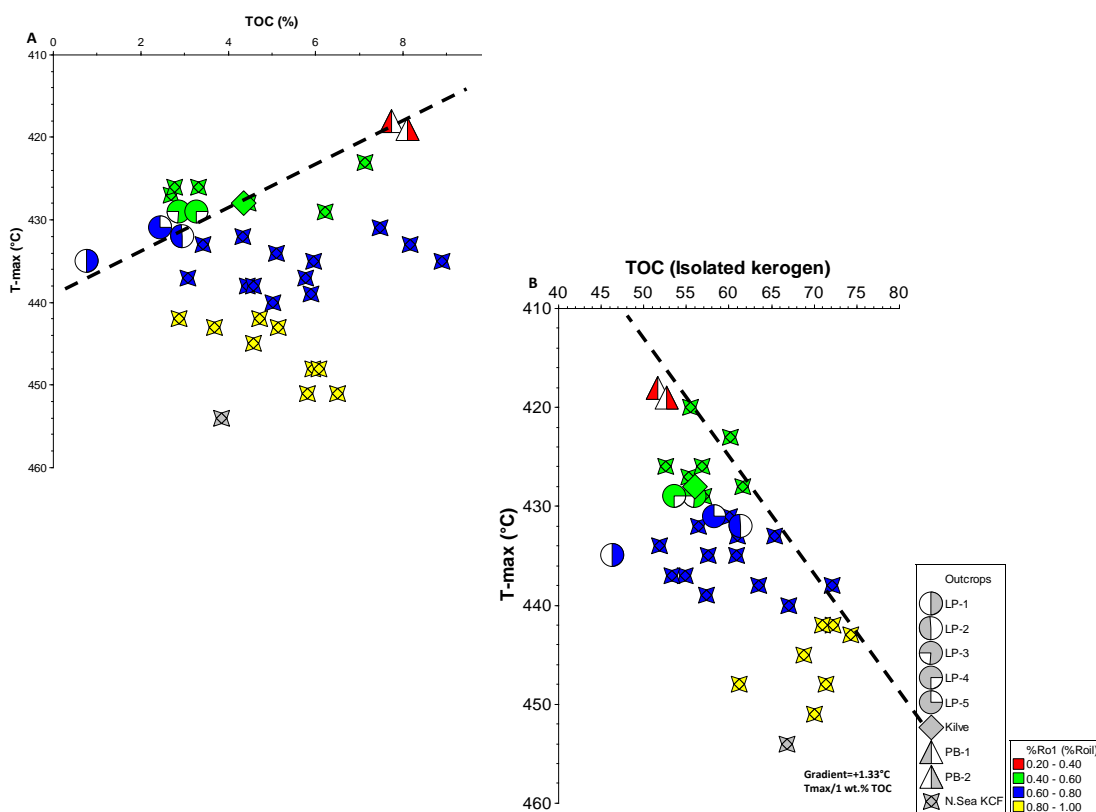 TOC (%)
A
0 2 4 6 8
410
420
430
440
450
460
T-max (°C)
TOC (Isolated kerogen)
B
40 45 50 55 60 65 70 75 80
410
420
430
440
450
460
T-max (°C)
Gradient=+1.33°C
Tmax/1 wt.% TOC
Outcrops
LP-1
LP-2
LP-3
LP-4
LP-5
Kilve
PB-1
PB-2
N.Sea KCF
%Ro1 (%Roil)
0.20 - 0.40
0.40 - 0.60
0.60 - 0.80
0.80 - 1.00